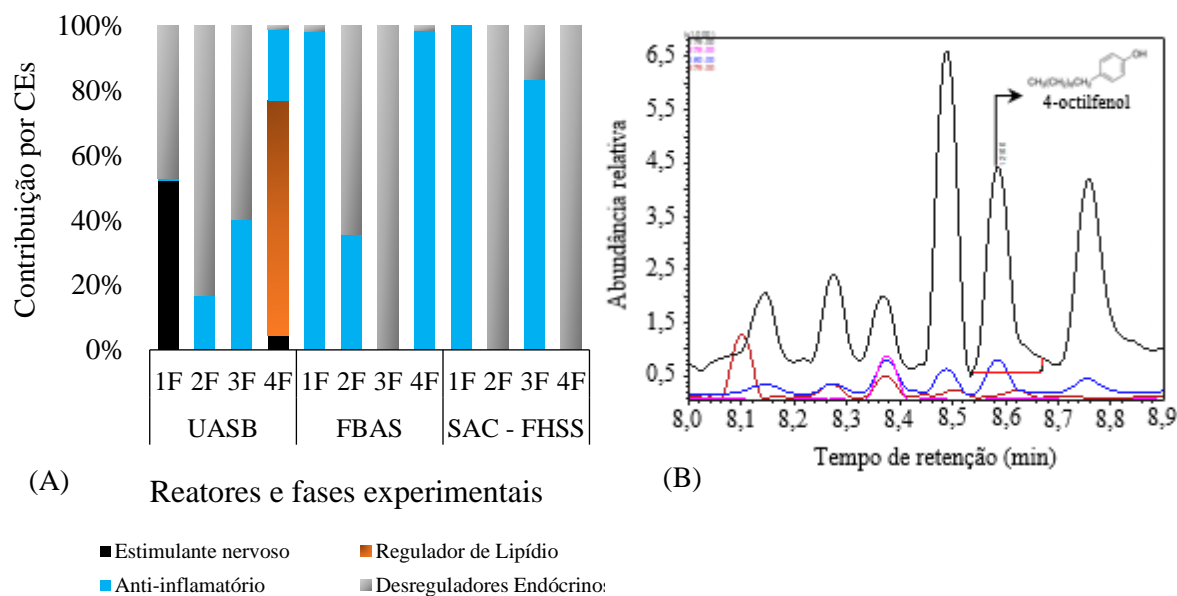 100%
80%
60%
40%
20%
0%
Contribuição por CEs
1F 2F 3F 4F 1F 2F 3F 4F 1F 2F 3F 4F
UASB FBAS SAC - FHSS
(A) Reatores e fases experimentais
Estimulante nervoso
Regulador de Lipídio
Anti-inflamatório
Desreguladores Endócrinos
(B)
6,5
5,5
4,5
3,5
2,5
1,5
0,5
Abundância relativa
OH
4-octilfenol
8,0 8,1 8,2 8,3 8,4 8,5 8,6 8,7 8,8 8,9
Tempo de retenção (min)